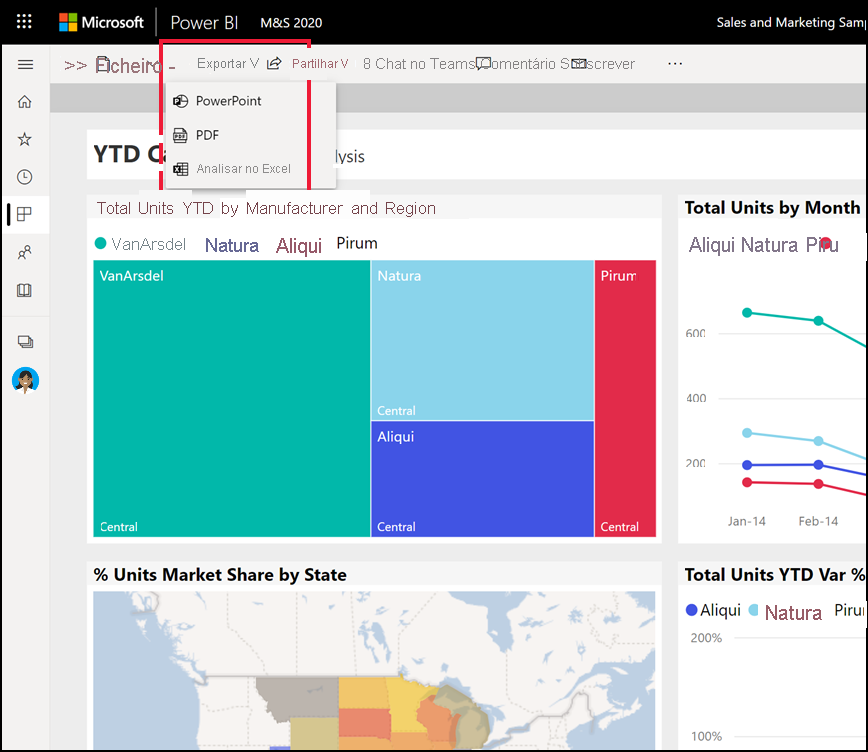 Microsoft Power BI M&S 2020 Sales and Marketing Sam
>> Ficheiro Exportar V Partilhar V 8 Chat no Teams Comentário Subscrever ...
PowerPoint
PDF
Analisar no Excel
YTD
Total Units YTD by Manufacturer and Region
VanArsdel Natura Aliqui Pirum
VanArsdel
Natura
Pirum
Central
Aliqui
Central
Central
Central
Total Units by Month
Aliqui Natura Piru
600
400
200
Jan-14 Feb-14
% Units Market Share by State
Total Units YTD Var %
Aliqui Natura Piru
200%
100%